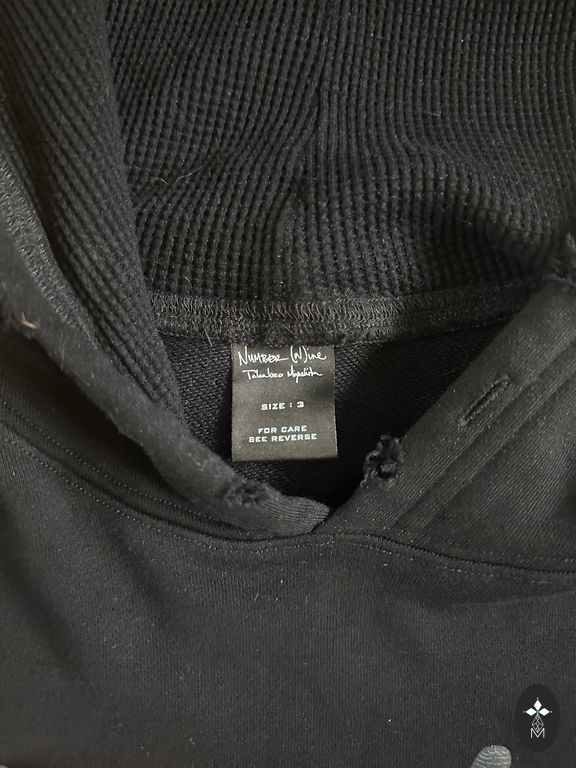 NUMBER (N)INE
Takahiro Miyashita
SIZE : 3
FOR CARE
SEE REVERSE
M